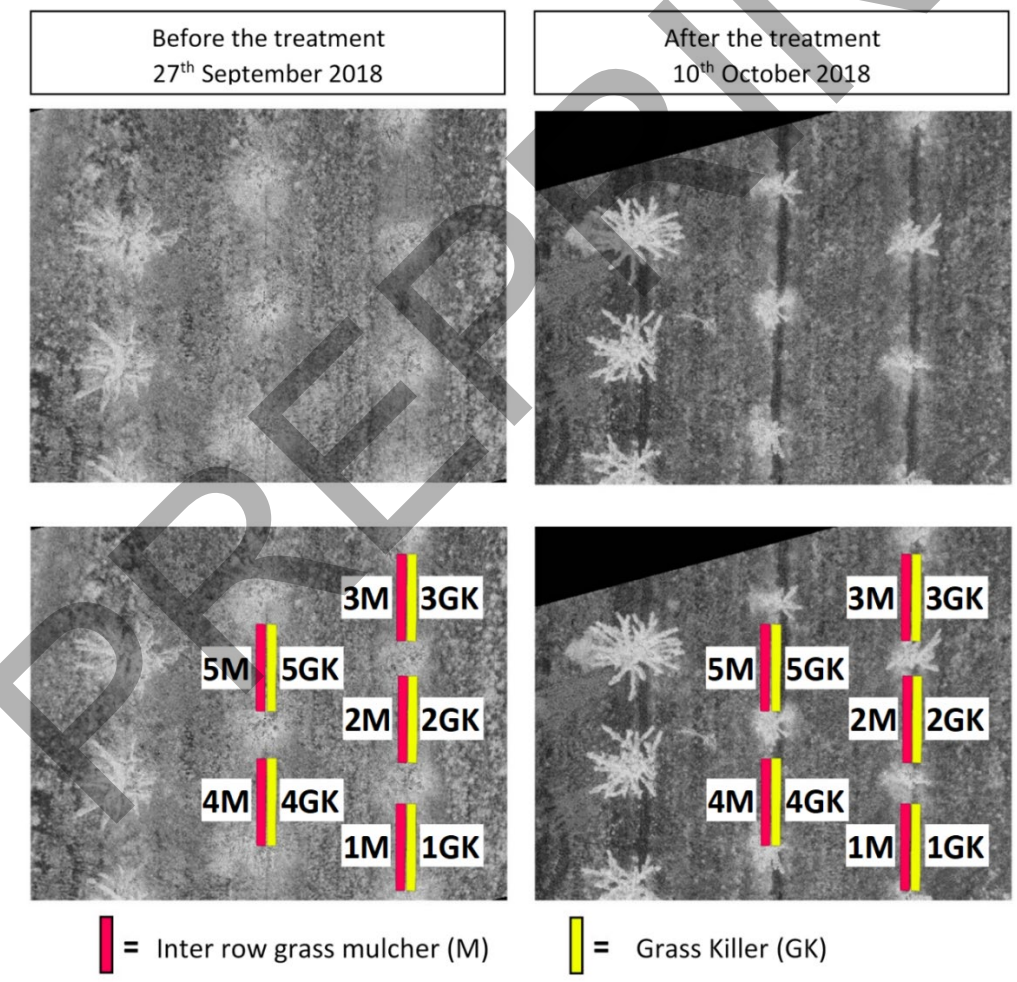 Before the treatment
27th September 2018
After the treatment
10th October 2018
3M 3GK
5M 5GK
2M 2GK
4M 4GK
1M 1GK
3M 3GK
5M 5GK
2M 2GK
4M 4GK
1M 1GK
= Inter row grass mulcher (M)
= Grass Killer (GK)
PREPRIN